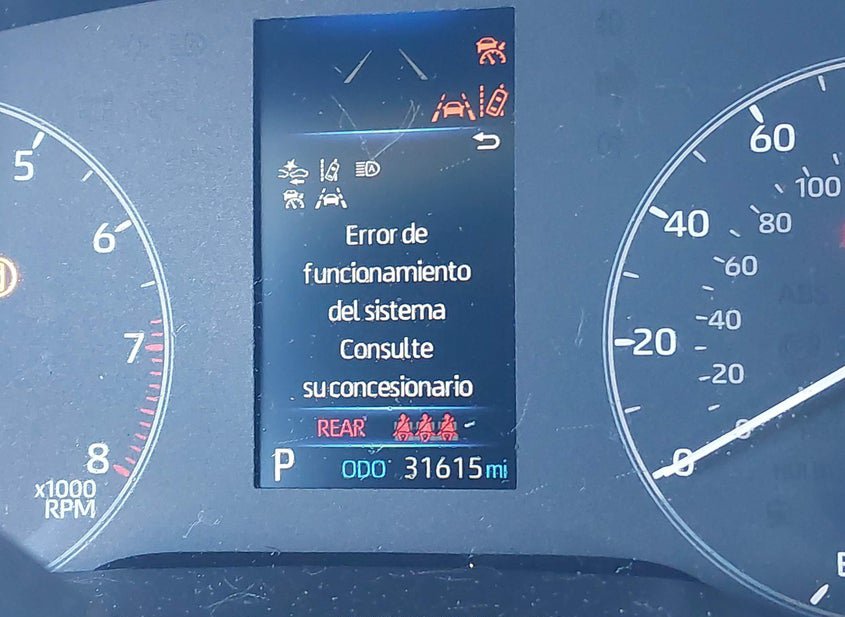 5
6
7
8
x1000
RPM
Error de
funcionamiento
del sistema
Consulte
su concesionario
REAR
P ODO 31615 mi
60
40
20
0
100
80
60
40
20
0
E